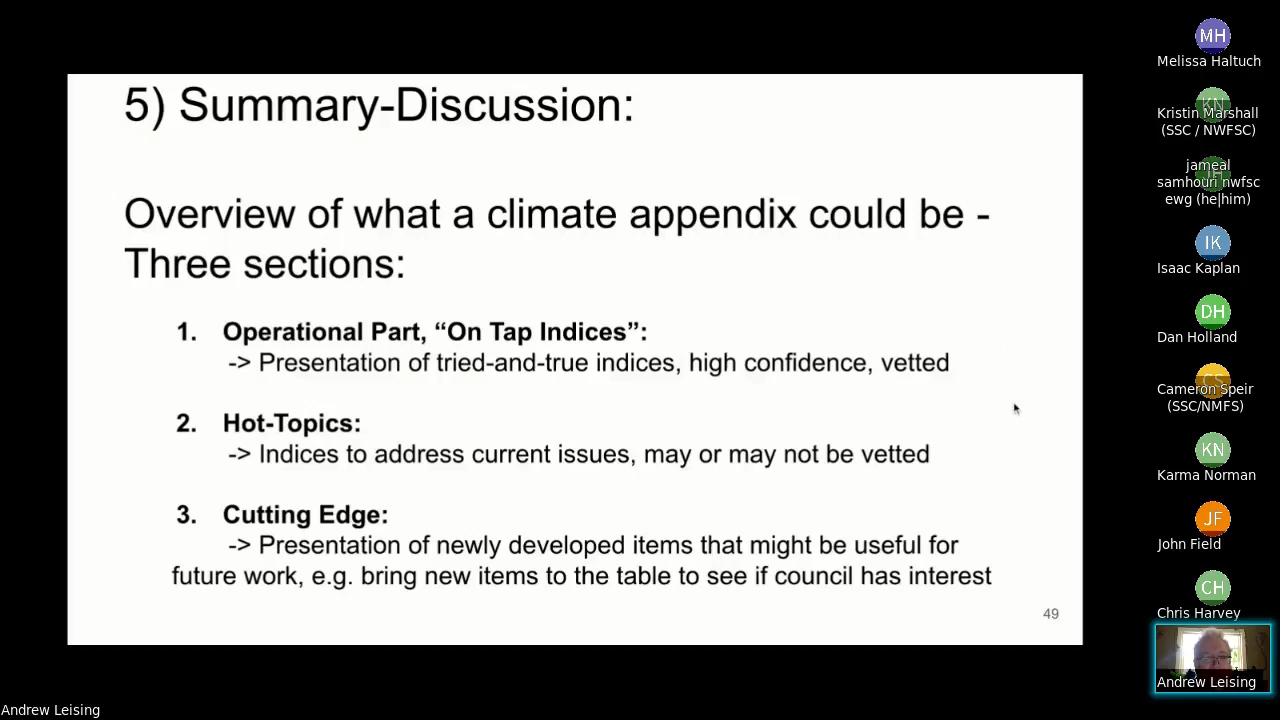 5) Summary-Discussion:
Overview of what a climate appendix could be -
Three sections:
1. Operational Part, “On Tap Indices”:
-> Presentation of tried-and-true indices, high confidence, vetted
2. Hot-Topics:
-> Indices to address current issues, may or may not be vetted
3. Cutting Edge:
-> Presentation of newly developed items that might be useful for
future work, e.g. bring new items to the table to see if council has interest
49
MH
Melissa Haltuch
KN
Kristin Marshall
(SSC / NWFSC)
jameal
samhouri nwfsc
ewg (he|him)
IK
Isaac Kaplan
DH
Dan Holland
CS
Cameron Speir
(SSC/NMFS)
KN
Karma Norman
JF
John Field
CH
Chris Harvey
Andrew Leising
Andrew Leising